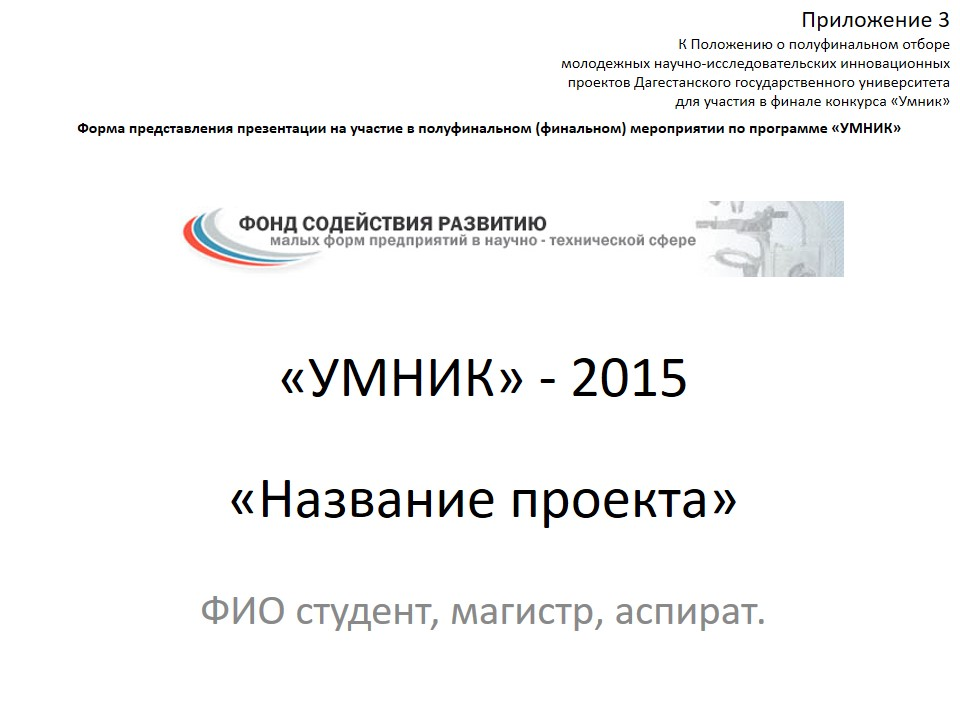 Приложение 3
К Положению о полуфинальном отборе
молодежных научно-исследовательских инновационных
проектов Дагестанского государственного университета
для участия в финале конкурса «Умник»
Форма представления презентации на участие в полуфинальном (финальном) мероприятии по программе «УМНИК»
ФОНД СОДЕЙСТВИЯ РАЗВИТИЮ
малых форм предприятий в научно - технической сфере
«УМНИК» - 2015
«Название проекта»
ФИО студент, магистр, аспират.